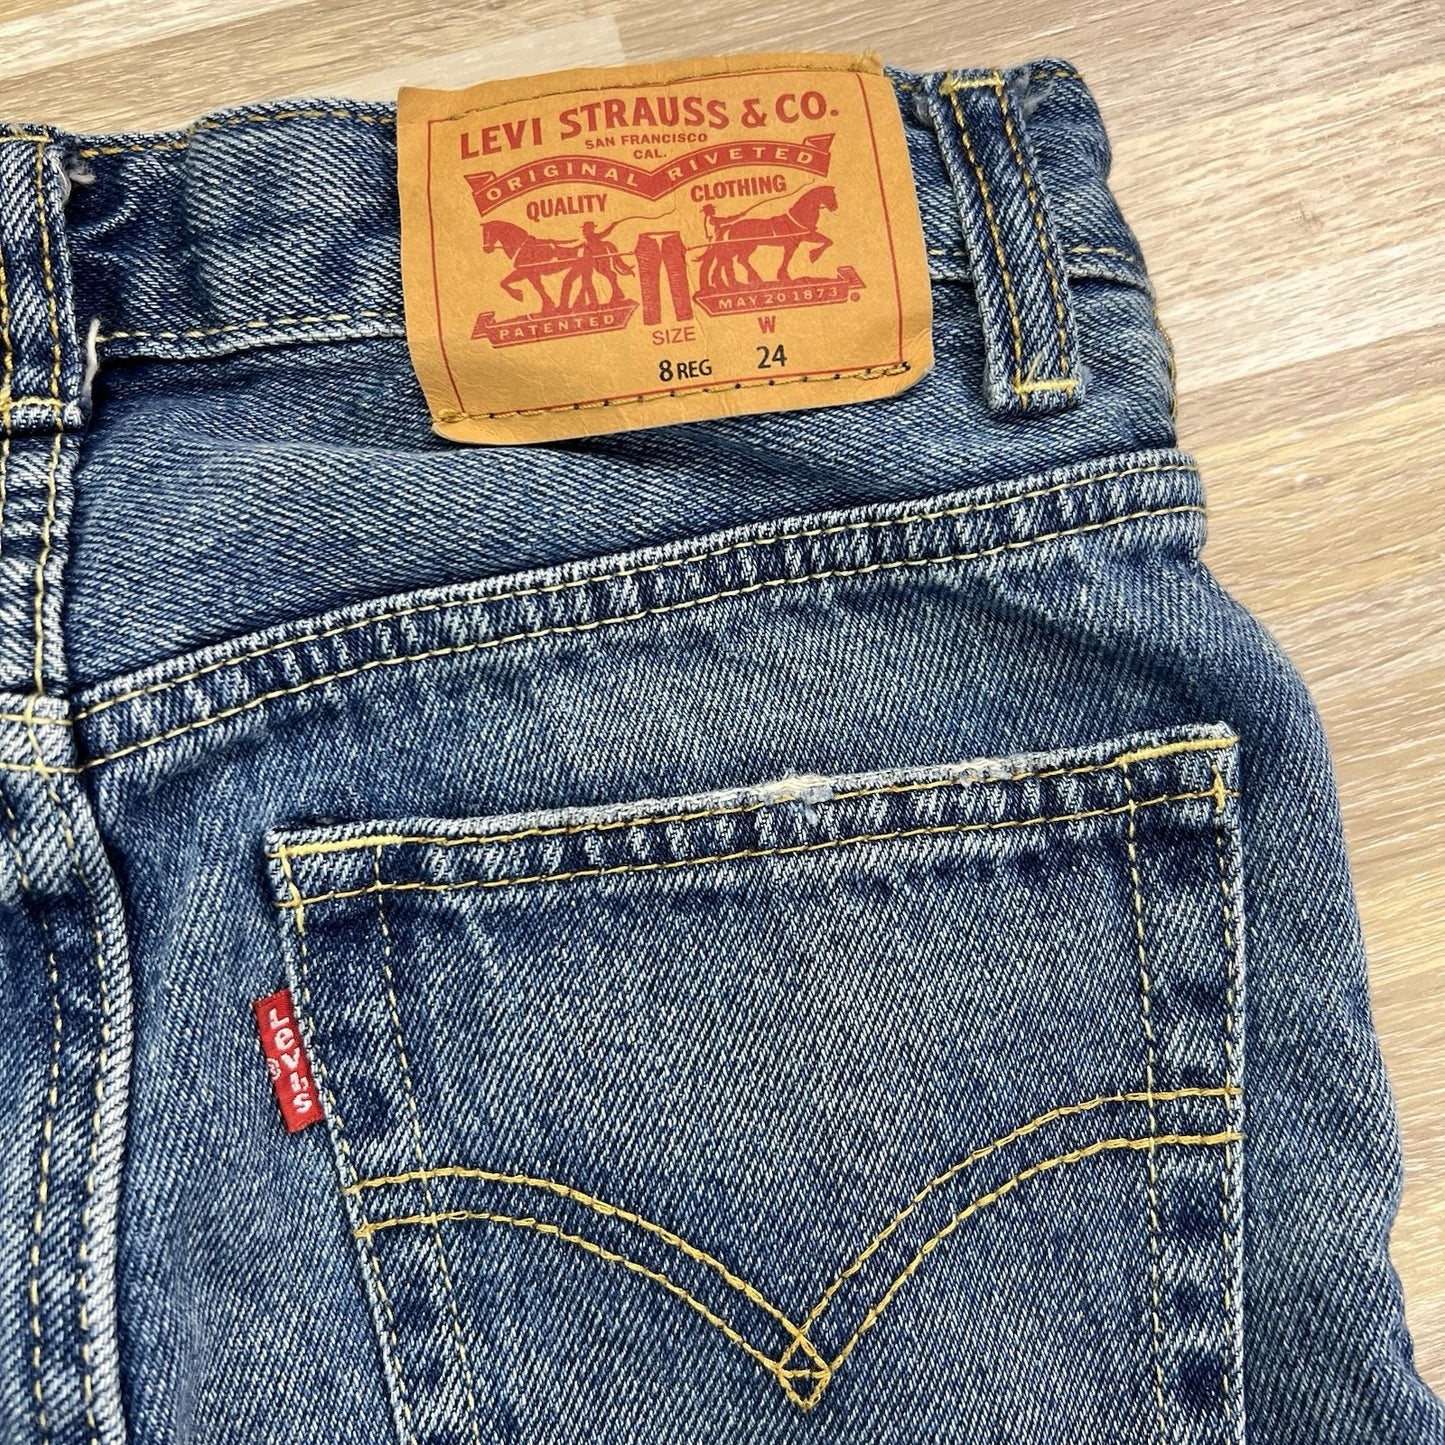 LEVI STRAUSS & CO.
SAN FRANCISCO
CAL.
ORIGINAL RIVETED
QUALITY CLOTHING
PATENTED MAY 20 1873 ®
SIZE W
8 REG 24
Levi's ®